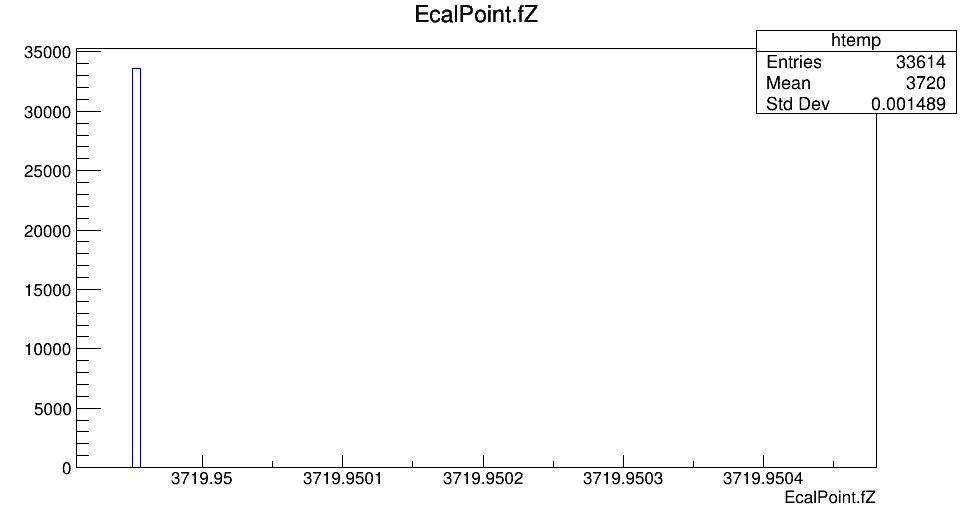 EcalPoint.fZ
htemp
Entries 33614
Mean 3720
Std Dev 0.001489
35000
30000
25000
20000
15000
10000
5000
0
3719.95 3719.9501 3719.9502 3719.9503 3719.9504
EcalPoint.fZ